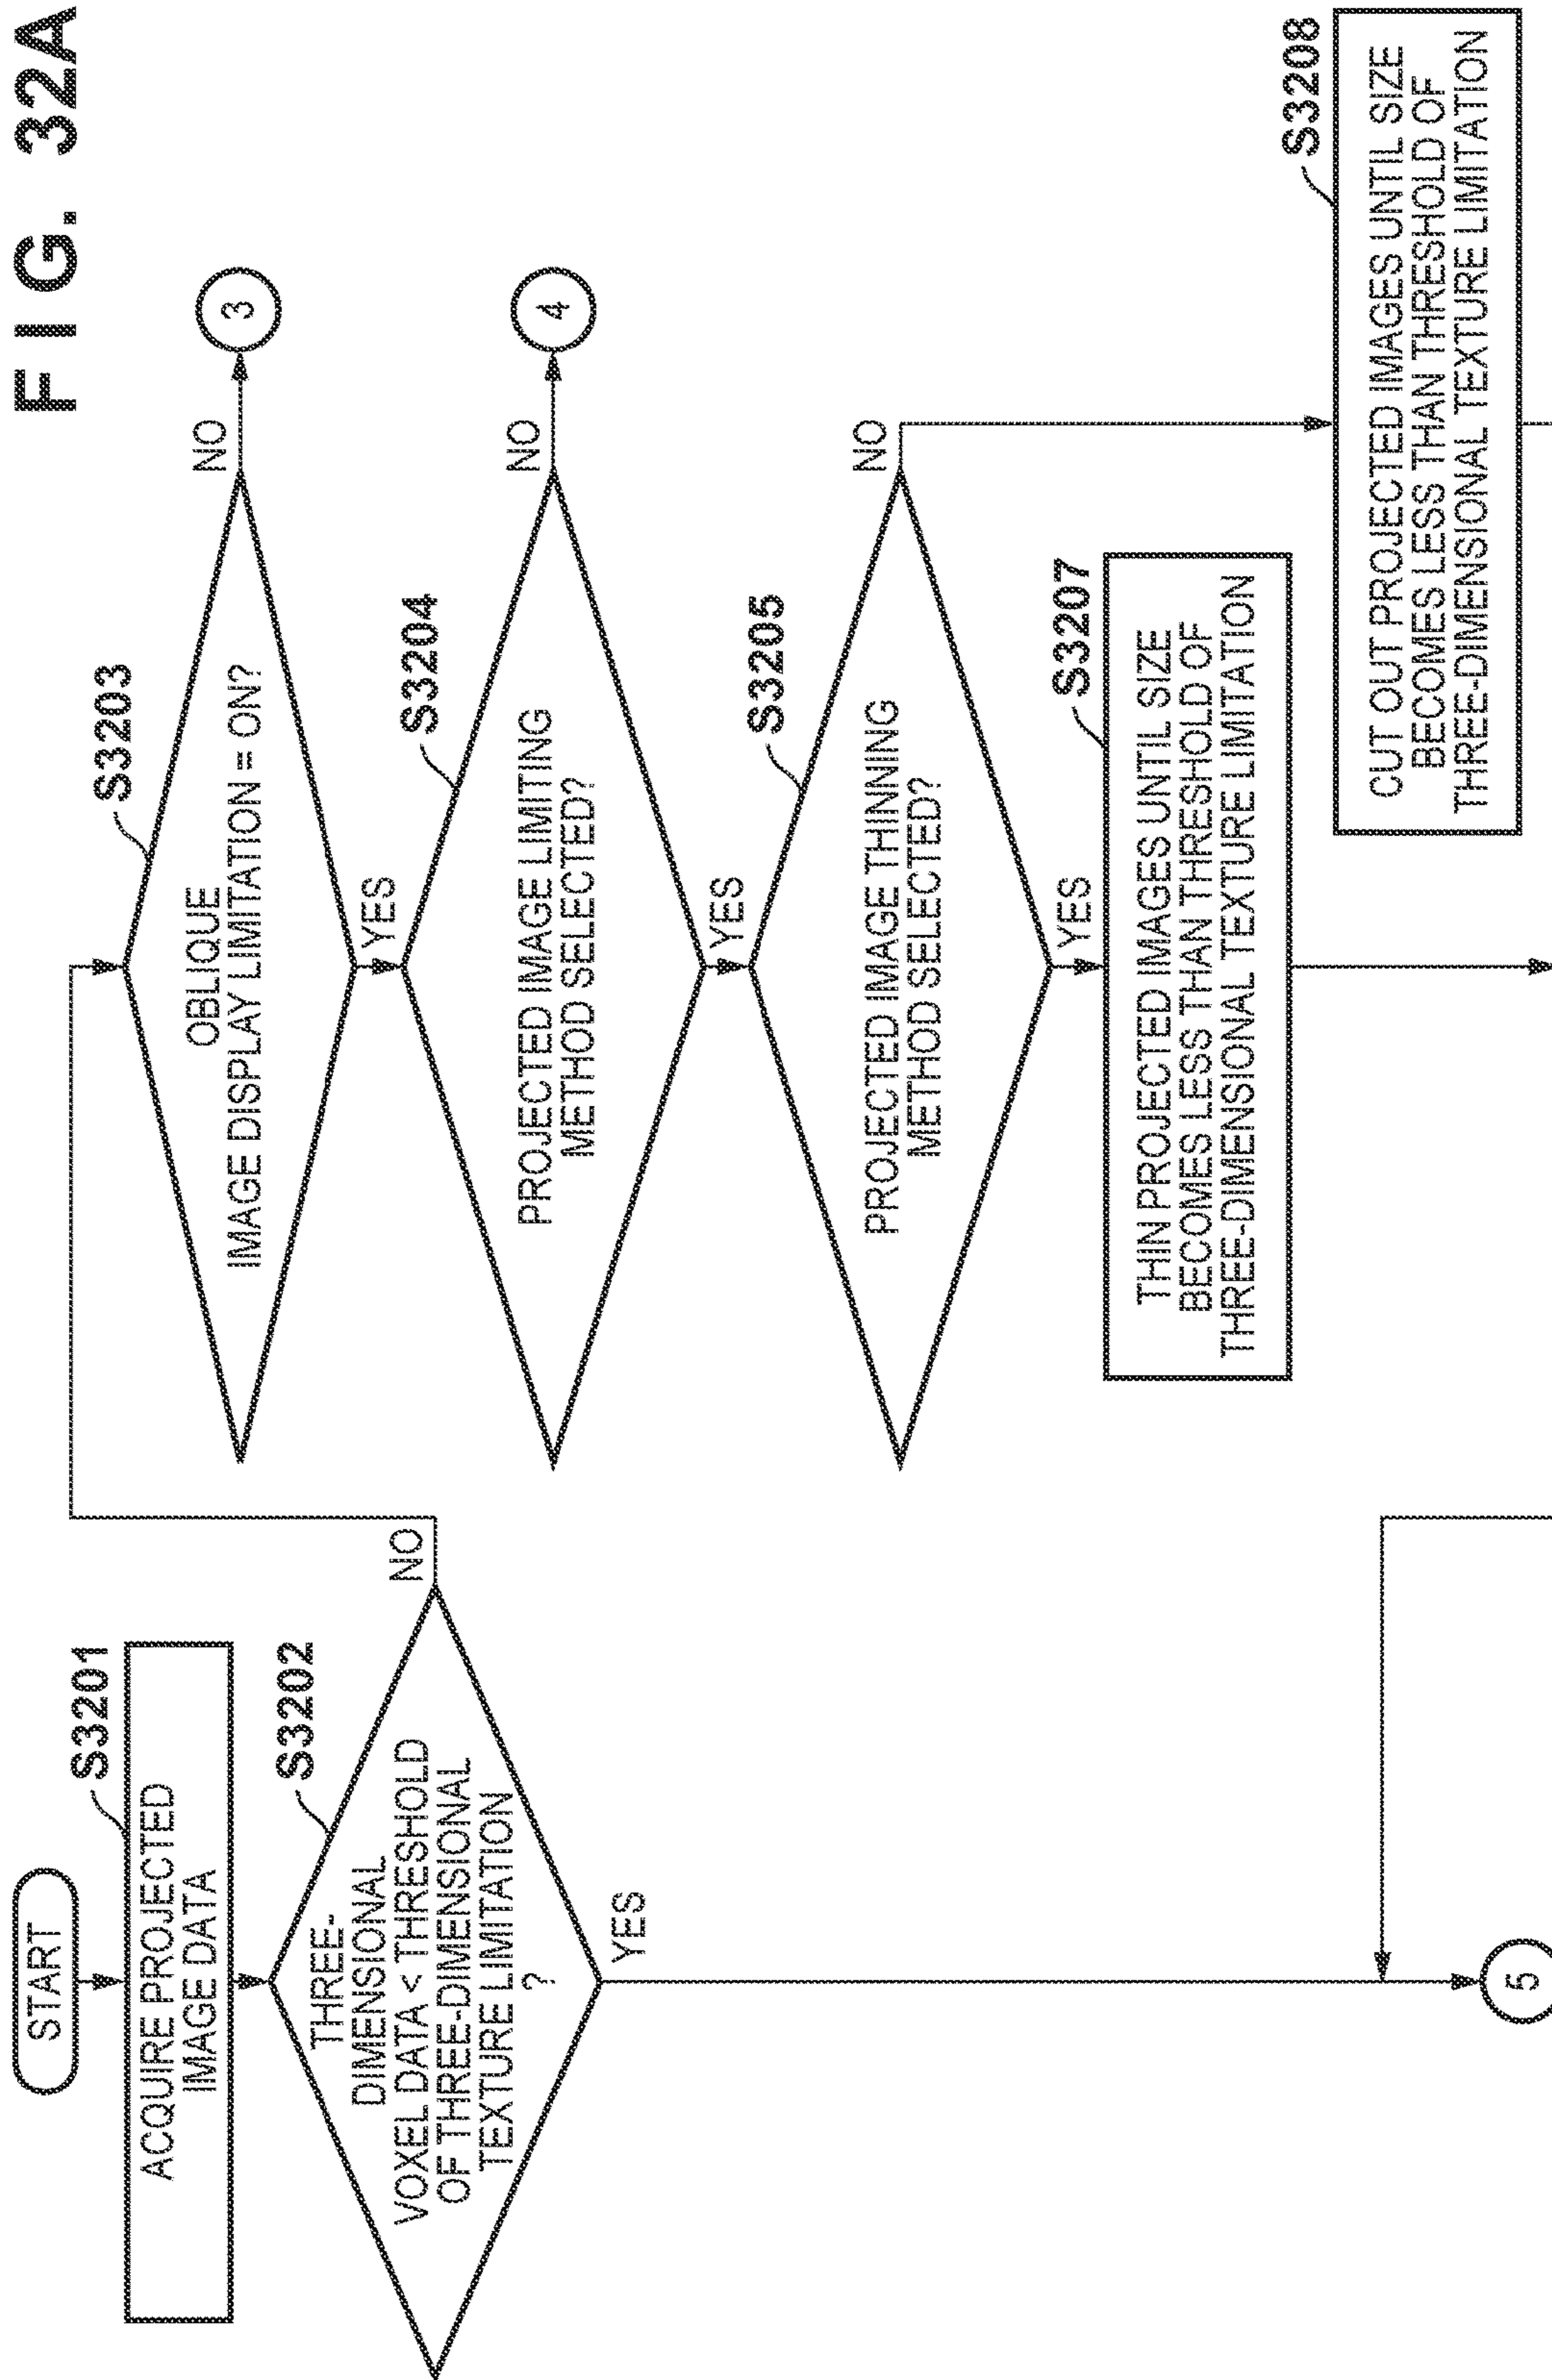 FIG. 32A
START
S3201
ACQUIRE PROJECTED
IMAGE DATA
S3202
THREE-
DIMENSIONAL
VOXEL DATA < THRESHOLD
OF THREE-DIMENSIONAL
TEXTURE LIMITATION
?
NO
YES
S3203
OBLIQUE
IMAGE DISPLAY LIMITATION = ON?
NO
3
YES
S3204
PROJECTED IMAGE LIMITING
METHOD SELECTED?
NO
4
YES
S3205
PROJECTED IMAGE THINNING
METHOD SELECTED?
NO
YES
S3207
THIN PROJECTED IMAGES UNTIL SIZE
BECOMES LESS THAN THRESHOLD OF
THREE-DIMENSIONAL TEXTURE LIMITATION
S3208
CUT OUT PROJECTED IMAGES UNTIL SIZE
BECOMES LESS THAN THRESHOLD OF
THREE-DIMENSIONAL TEXTURE LIMITATION
5